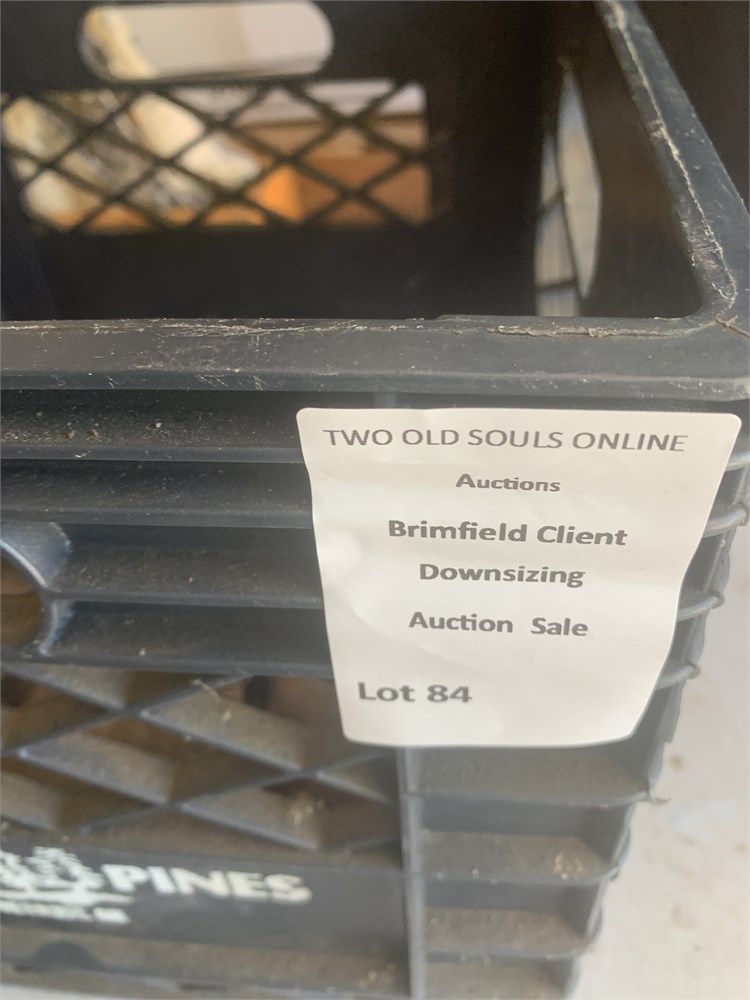 TWO OLD SOULS ONLINE
Auctions
Brimfield Client
Downsizing
Auction Sale
Lot 84
PINES